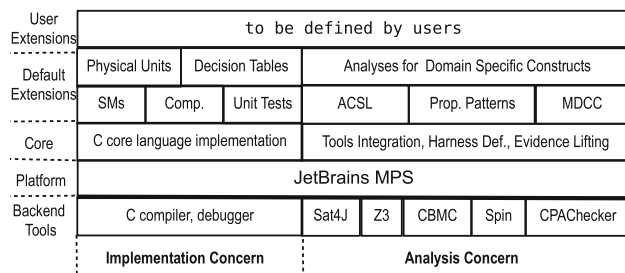 User
Extensions
to be defined by users
Default
Extensions
Physical Units
Decision Tables
Analyses for Domain Specific Constructs
SMs
Comp.
Unit Tests
ACSL
Prop. Patterns
MDCC
Core
C core language implementation
Tools Integration, Harness Def., Evidence Lifting
Platform
JetBrains MPS
Backend
Tools
C compiler, debugger
Sat4J
Z3
CBMC
Spin
CPAChecker
Implementation Concern
Analysis Concern